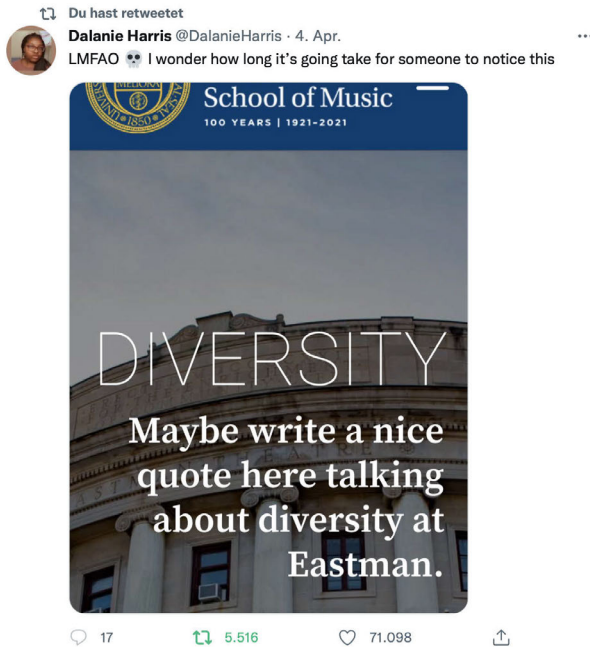 Du hast retweetet
Dalanie Harris @DalanieHarris · 4. Apr.
LMFAO 💀 I wonder how long it's going take for someone to notice this
MELIORA
1850
School of Music
100 YEARS | 1921-2021
DIVERSITY
Maybe write a nice
quote here talking
about diversity at
Eastman.
17
5.516
71.098